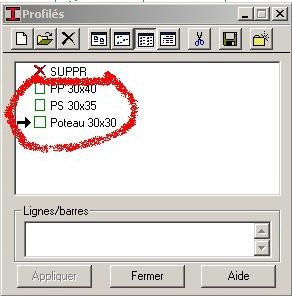 Profilés
SUPPR
PP 30x40
PS 30x35
Poteau 30x30
Lignes/barres
Appliquer
Fermer
Aide